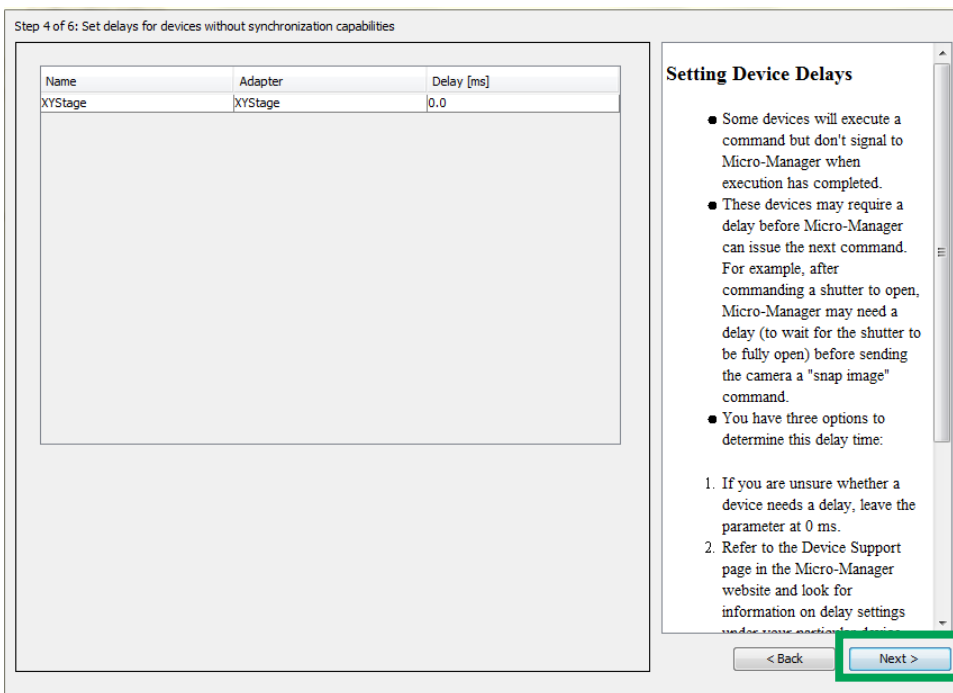 Step 4 of 6: Set delays for devices without synchronization capabilities
Name Adapter Delay [ms]
XYStage XYStage 0.0
Setting Device Delays
Some devices will execute a
command but don't signal to
Micro-Manager when
execution has completed.
These devices may require a
delay before Micro-Manager
can issue the next command.
For example, after
commanding a shutter to open,
Micro-Manager may need a
delay (to wait for the shutter to
be fully open) before sending
the camera a "snap image"
command.
You have three options to
determine this delay time:
1. If you are unsure whether a
device needs a delay, leave the
parameter at 0 ms.
2. Refer to the Device Support
page in the Micro-Manager
website and look for
information on delay settings
under your particular device
< Back Next >